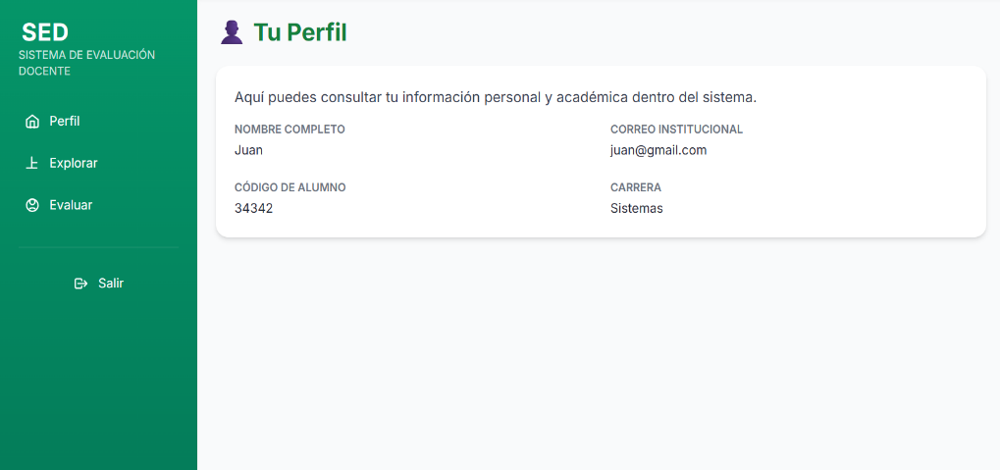 SED
SISTEMA DE EVALUACIÓN
DOCENTE
Perfil
Explorar
Evaluar
Salir
Tu Perfil
Aquí puedes consultar tu información personal y académica dentro del sistema.
NOMBRE COMPLETO
Juan
CORREO INSTITUCIONAL
juan@gmail.com
CÓDIGO DE ALUMNO
34342
CARRERA
Sistemas